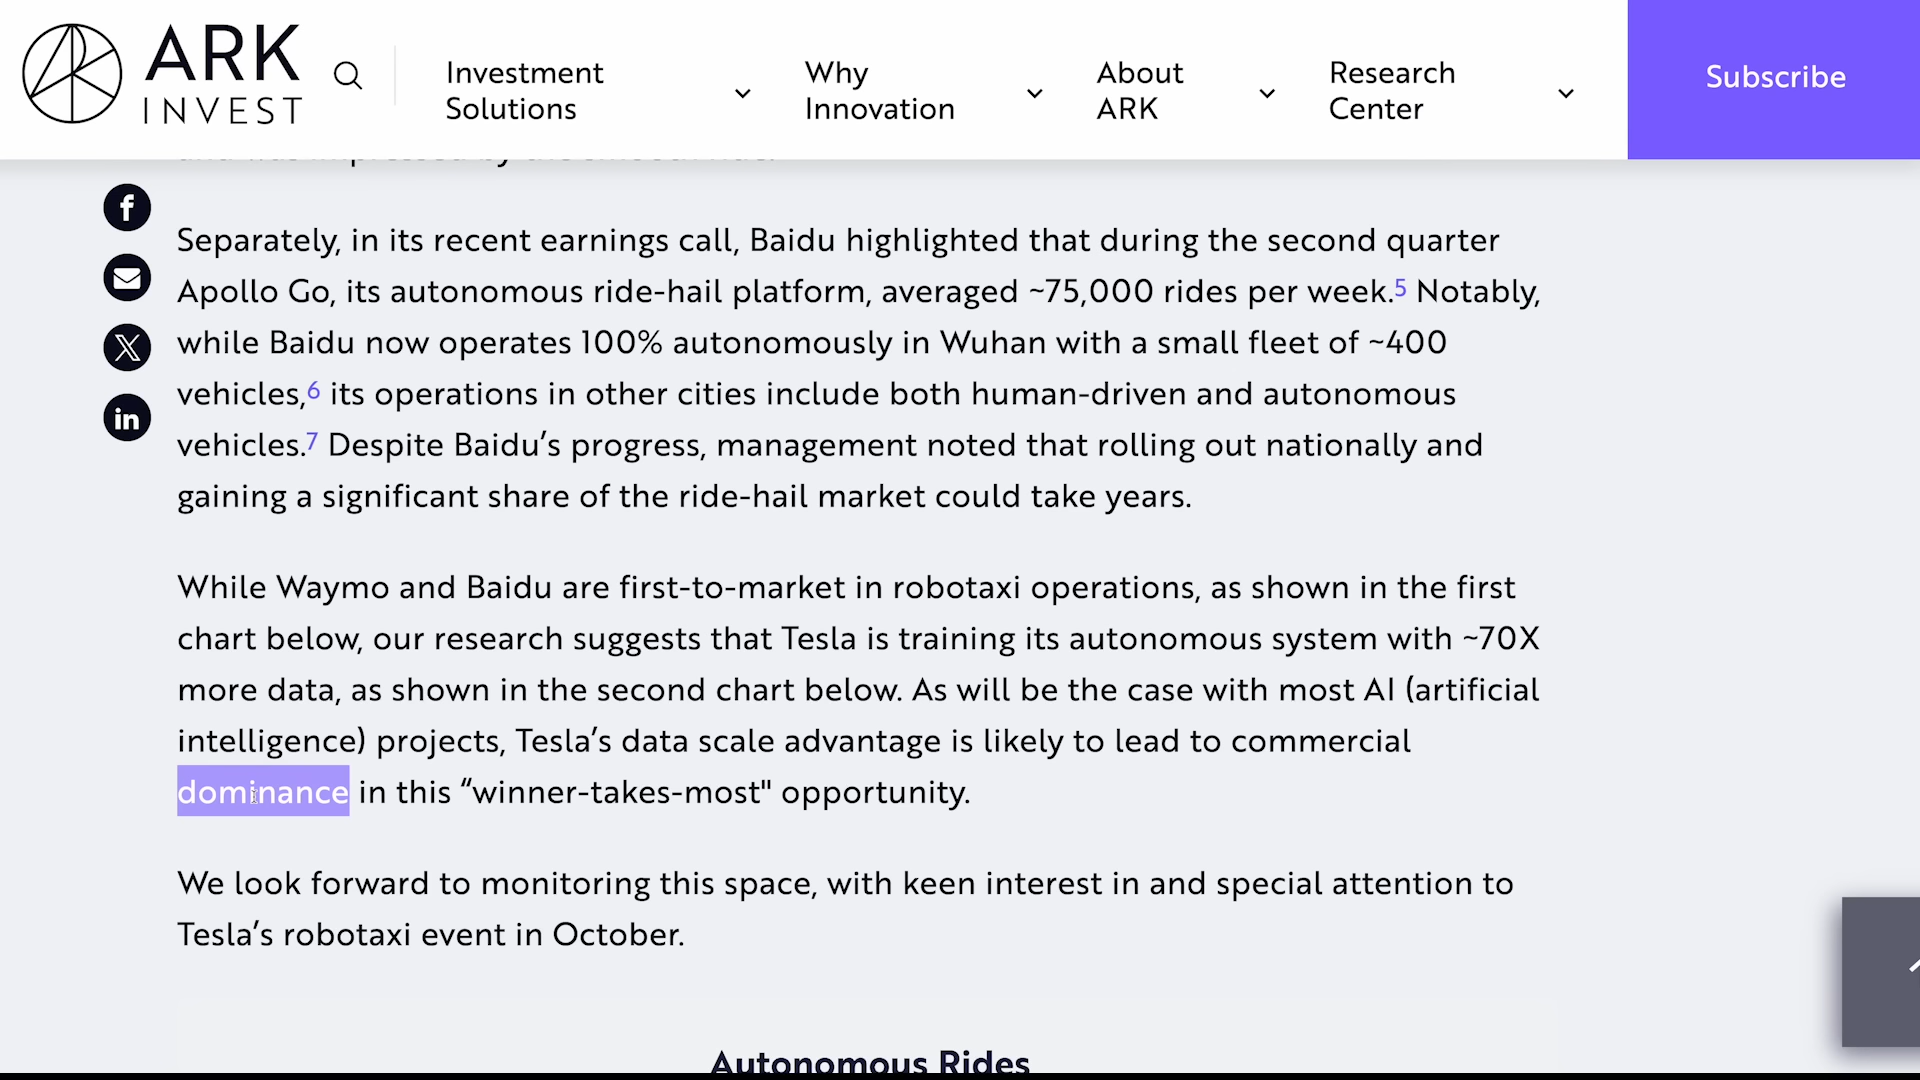 ARK
INVEST
Investment
Solutions
Why
Innovation
About
ARK
Research
Center
Subscribe
Separately, in its recent earnings call, Baidu highlighted that during the second quarter
Apollo Go, its autonomous ride-hail platform, averaged ~75,000 rides per week.5 Notably,
while Baidu now operates 100% autonomously in Wuhan with a small fleet of ~400
vehicles,6 its operations in other cities include both human-driven and autonomous
vehicles.7 Despite Baidu’s progress, management noted that rolling out nationally and
gaining a significant share of the ride-hail market could take years.
While Waymo and Baidu are first-to-market in robotaxi operations, as shown in the first
chart below, our research suggests that Tesla is training its autonomous system with ~70X
more data, as shown in the second chart below. As will be the case with most AI (artificial
intelligence) projects, Tesla’s data scale advantage is likely to lead to commercial
dominance in this “winner-takes-most" opportunity.
We look forward to monitoring this space, with keen interest in and special attention to
Tesla’s robotaxi event in October.
Autonomous Rides